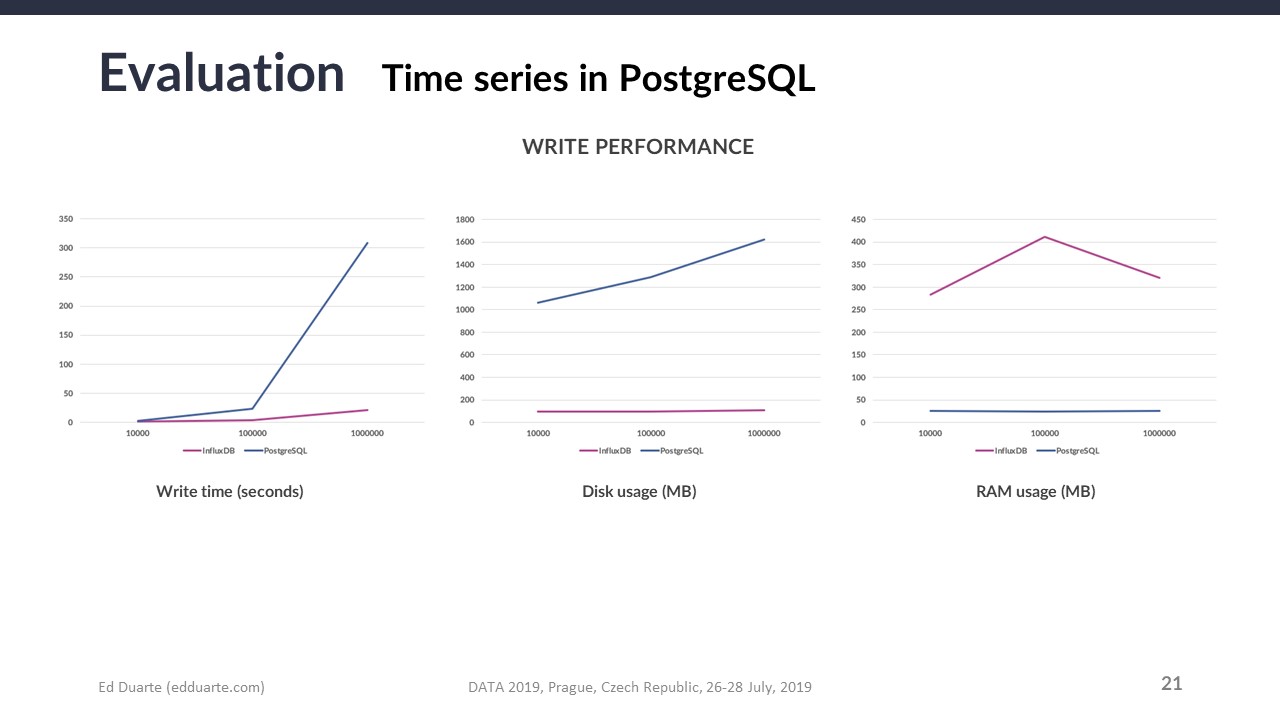 Evaluation Time series in PostgreSQL
WRITE PERFORMANCE
350
300
250
200
150
100
50
0
10000 100000 1000000
InfluxDB PostgreSQL
Write time (seconds)
1800
1600
1400
1200
1000
800
600
400
200
0
10000 100000 1000000
InfluxDB PostgreSQL
Disk usage (MB)
450
400
350
300
250
200
150
100
50
0
10000 100000 1000000
InfluxDB PostgreSQL
RAM usage (MB)
Ed Duarte (edduarte.com) DATA 2019, Prague, Czech Republic, 26-28 July, 2019 21